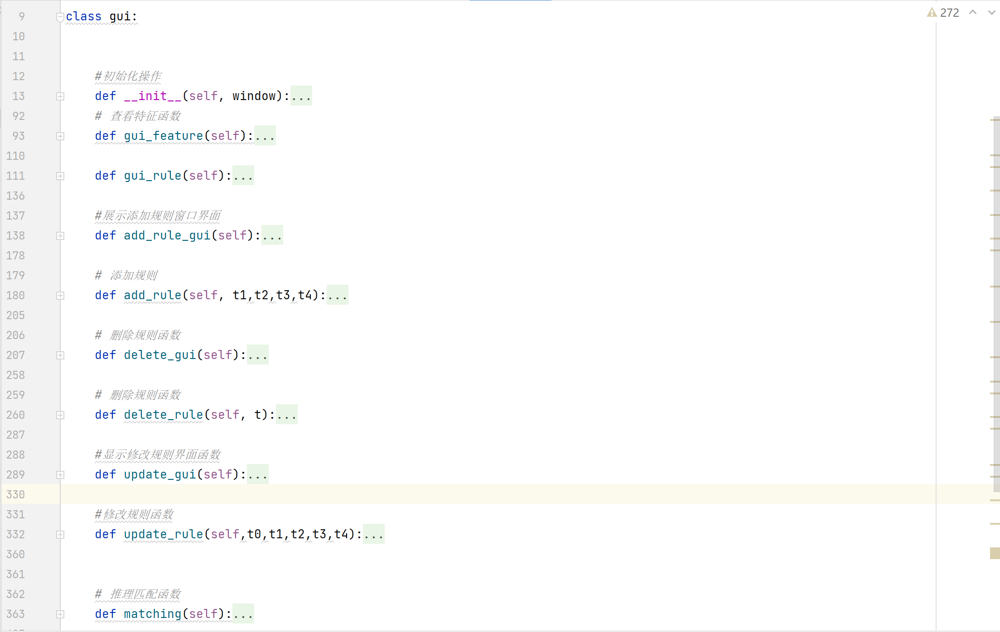 9 class gui:
272
10
11
12 #初始化操作
13 def __init__(self, window):...
92 # 查看特征函数
93 def gui_feature(self):...
110
111 def gui_rule(self):...
136
137 #展示添加规则窗口界面
138 def add_rule_gui(self):...
178
179 # 添加规则
180 def add_rule(self, t1,t2,t3,t4):...
205
206 # 删除规则函数
207 def delete_gui(self):...
258
259 # 删除规则函数
260 def delete_rule(self, t):...
287
288 #显示修改规则界面函数
289 def update_gui(self):...
330
331 #修改规则函数
332 def update_rule(self,t0,t1,t2,t3,t4):...
360
361
362 # 推理匹配函数
363 def matching(self):...